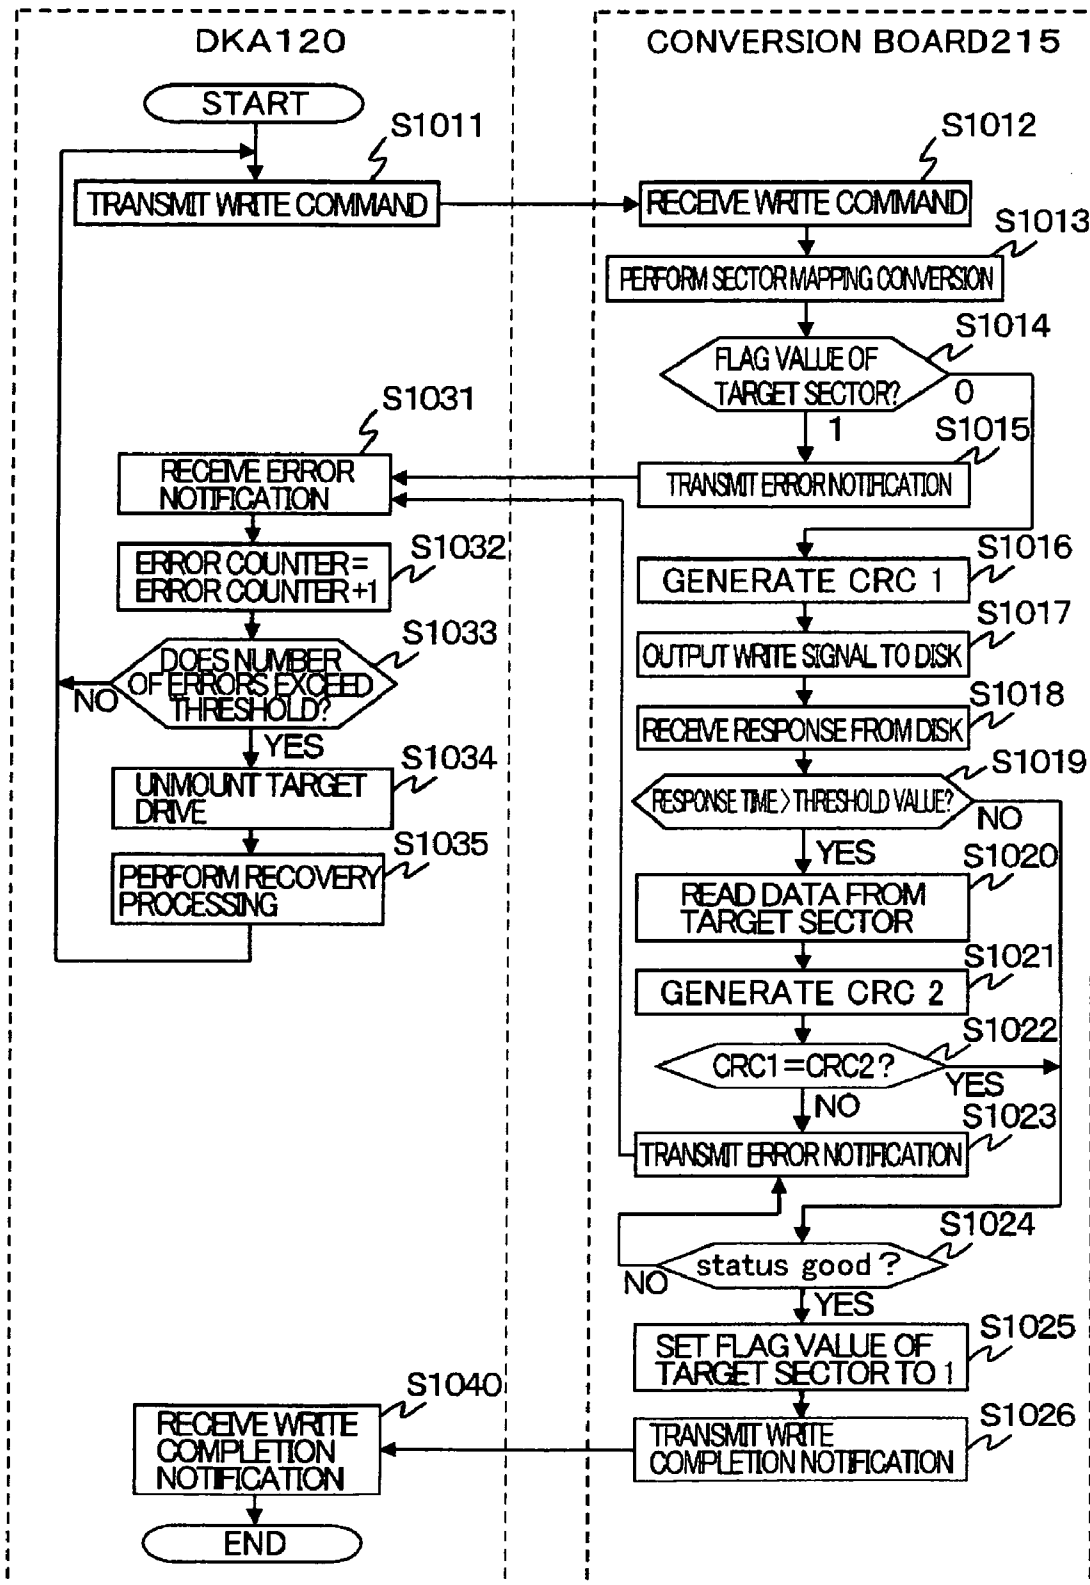 DKA120
START
S1011
TRANSMIT WRITE COMMAND
S1031
RECEIVE ERROR
NOTIFICATION
S1032
ERROR COUNTER=
ERROR COUNTER+1
S1033
DOES NUMBER
OF ERRORS EXCEED
THRESHOLD?
NO
YES
S1034
UNMOUNT TARGET
DRIVE
S1035
PERFORM RECOVERY
PROCESSING
S1040
RECEIVE WRITE
COMPLETION
NOTIFICATION
END
CONVERSION BOARD215
S1012
RECEIVE WRITE COMMAND
S1013
PERFORM SECTOR MAPPING CONVERSION
S1014
FLAG VALUE OF
TARGET SECTOR?
0
1
S1015
TRANSMIT ERROR NOTIFICATION
S1016
GENERATE CRC 1
S1017
OUTPUT WRITE SIGNAL TO DISK
S1018
RECEIVE RESPONSE FROM DISK
S1019
RESPONSE TIME>THRESHOLD VALUE?
NO
YES
S1020
READ DATA FROM
TARGET SECTOR
S1021
GENERATE CRC 2
S1022
CRC1=CRC2?
YES
NO
S1023
TRANSMIT ERROR NOTIFICATION
S1024
status good?
NO
YES
S1025
SET FLAG VALUE OF
TARGET SECTOR TO 1
S1026
TRANSMIT WRITE
COMPLETION NOTIFICATION